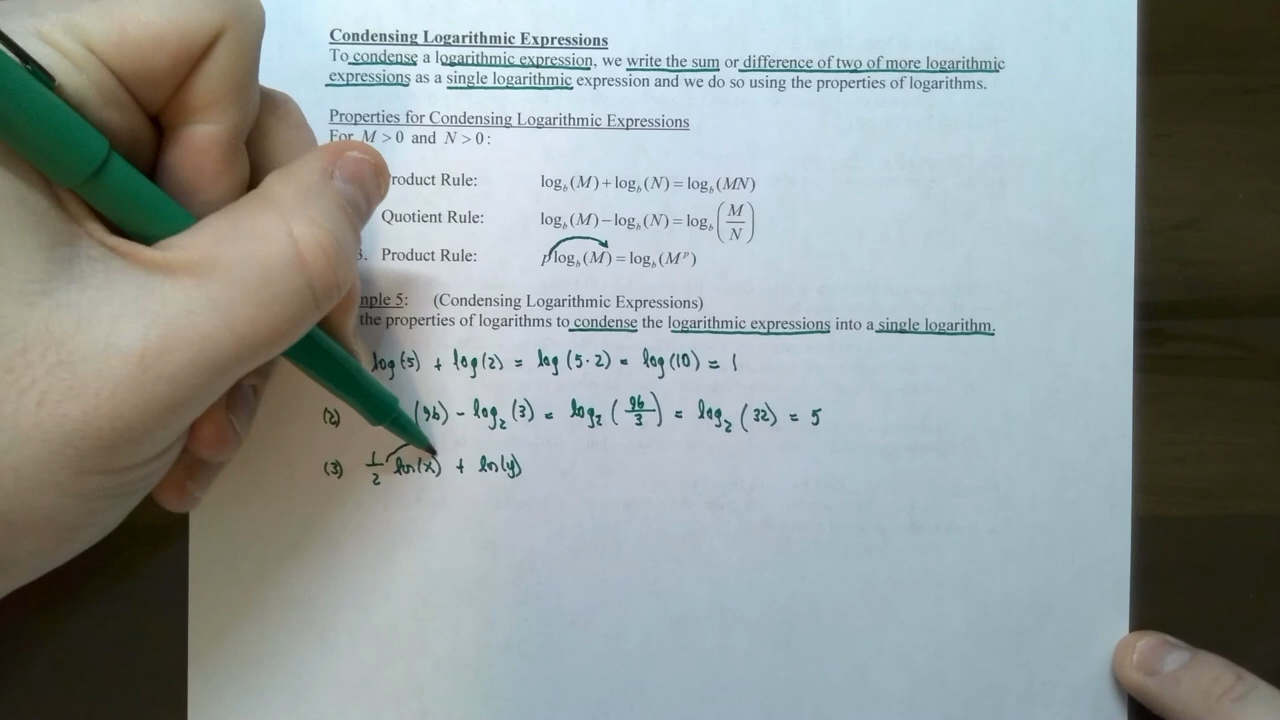 Condensing Logarithmic Expressions
To condense a logarithmic expression, we write the sum or difference of two of more logarithmic
expressions as a single logarithmic expression and we do so using the properties of logarithms.
Properties for Condensing Logarithmic Expressions
For M > 0 and N > 0:
roduct Rule: log_b(M) + log_b(N) = log_b(MN)
Quotient Rule: log_b(M) − log_b(N) = log_b(M/N)
3. Product Rule: p log_b(M) = log_b(M^p)
nple 5: (Condensing Logarithmic Expressions)
the properties of logarithms to condense the logarithmic expressions into a single logarithm.
log(5) + log(2) = log(5·2) = log(10) = 1
(2) (96) − log_2(3) = log_2(96/3) = log_2(32) = 5
(3) 1/2 ln(x) + ln(y)